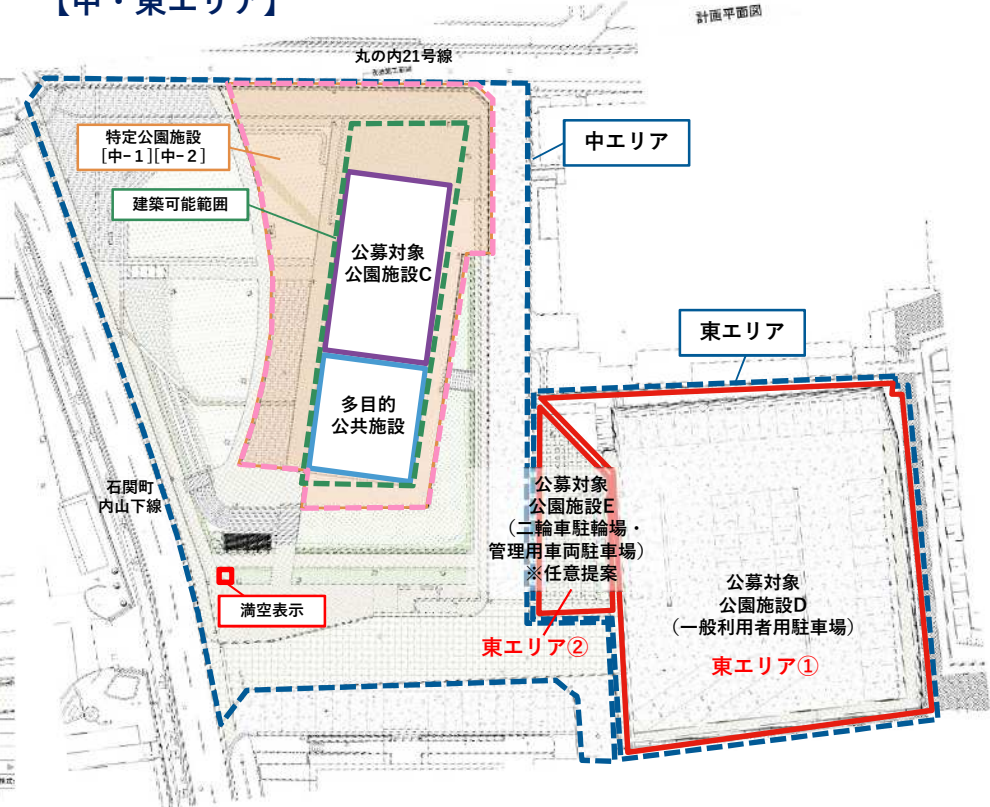 【中・東エリア】
計画平面図
丸の内21号線
特定公園施設
[中-1][中-2]
中エリア
建築可能範囲
公募対象
公園施設C
東エリア
多目的
公共施設
石関町
内山下線
公募対象
公園施設E
（二輪車駐輪場・
管理用車両駐車場）
※任意提案
公募対象
公園施設D
（一般利用者用駐車場）
満空表示
東エリア②
東エリア①